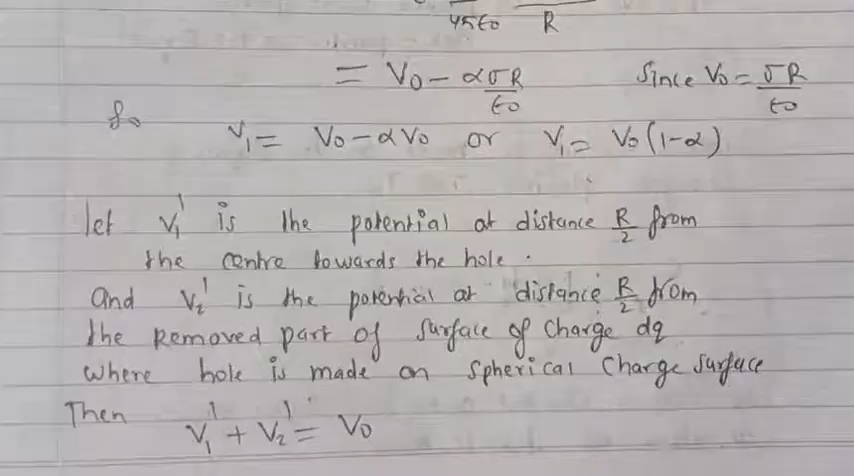 4πε0 R
= V0 - ασR/ε0 Since V0 = σR/ε0
So
V1 = V0 - αV0 or V1 = V0(1-α)
let V1' is the potential at distance R/2 from
the centre towards the hole.
And V2' is the potential at distance R/2 from
the Removed part of surface of charge dq
where hole is made on spherical Charge surface
Then
V1' + V2' = V0